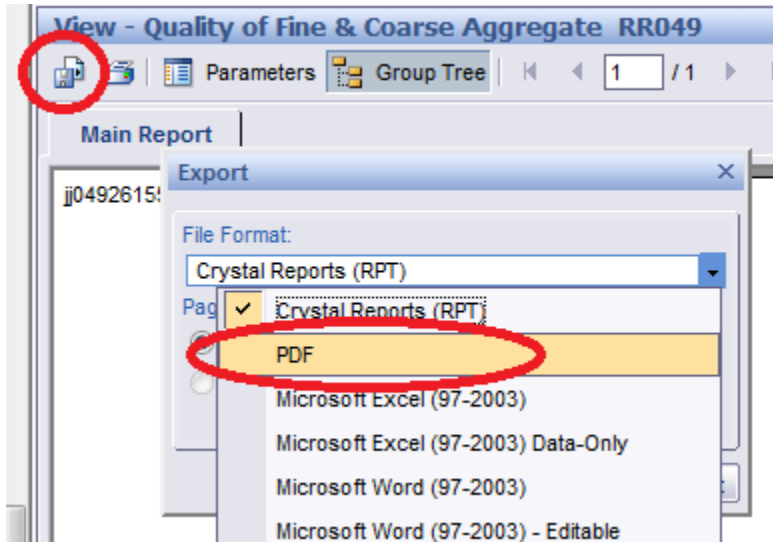 View - Quality of Fine & Coarse Aggregate RR049
Parameters Group Tree 1 / 1
Main Report
Export
jj04926155
File Format:
Crystal Reports (RPT)
Pag
Crystal Reports (RPT)
PDF
Microsoft Excel (97-2003)
Microsoft Excel (97-2003) Data-Only
Microsoft Word (97-2003)
Microsoft Word (97-2003) - Editable